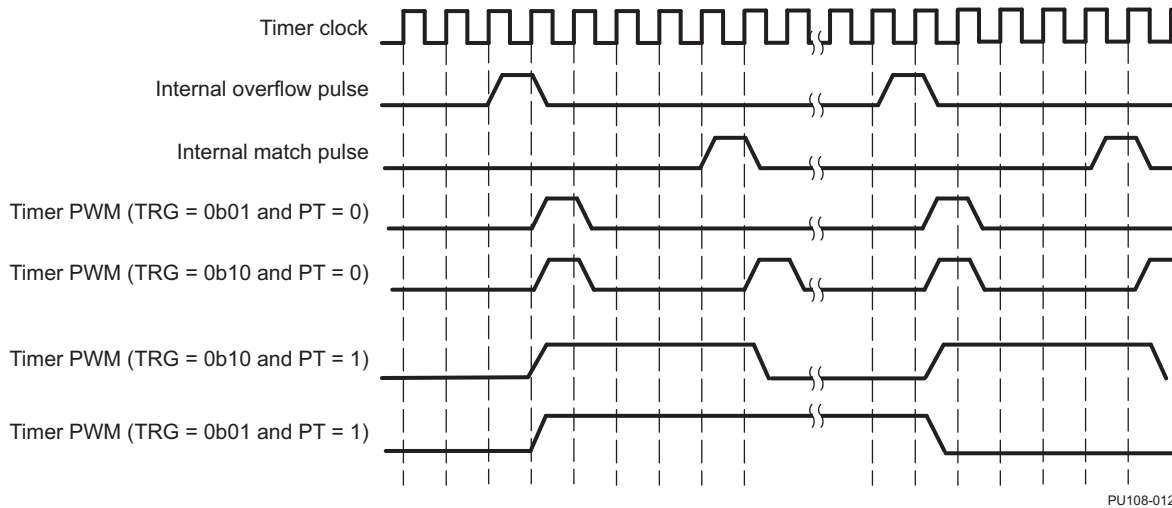 Timer clock
Internal overflow pulse
Internal match pulse
Timer PWM (TRG = 0b01 and PT = 0)
Timer PWM (TRG = 0b10 and PT = 0)
Timer PWM (TRG = 0b10 and PT = 1)
Timer PWM (TRG = 0b01 and PT = 1)
PU108-012